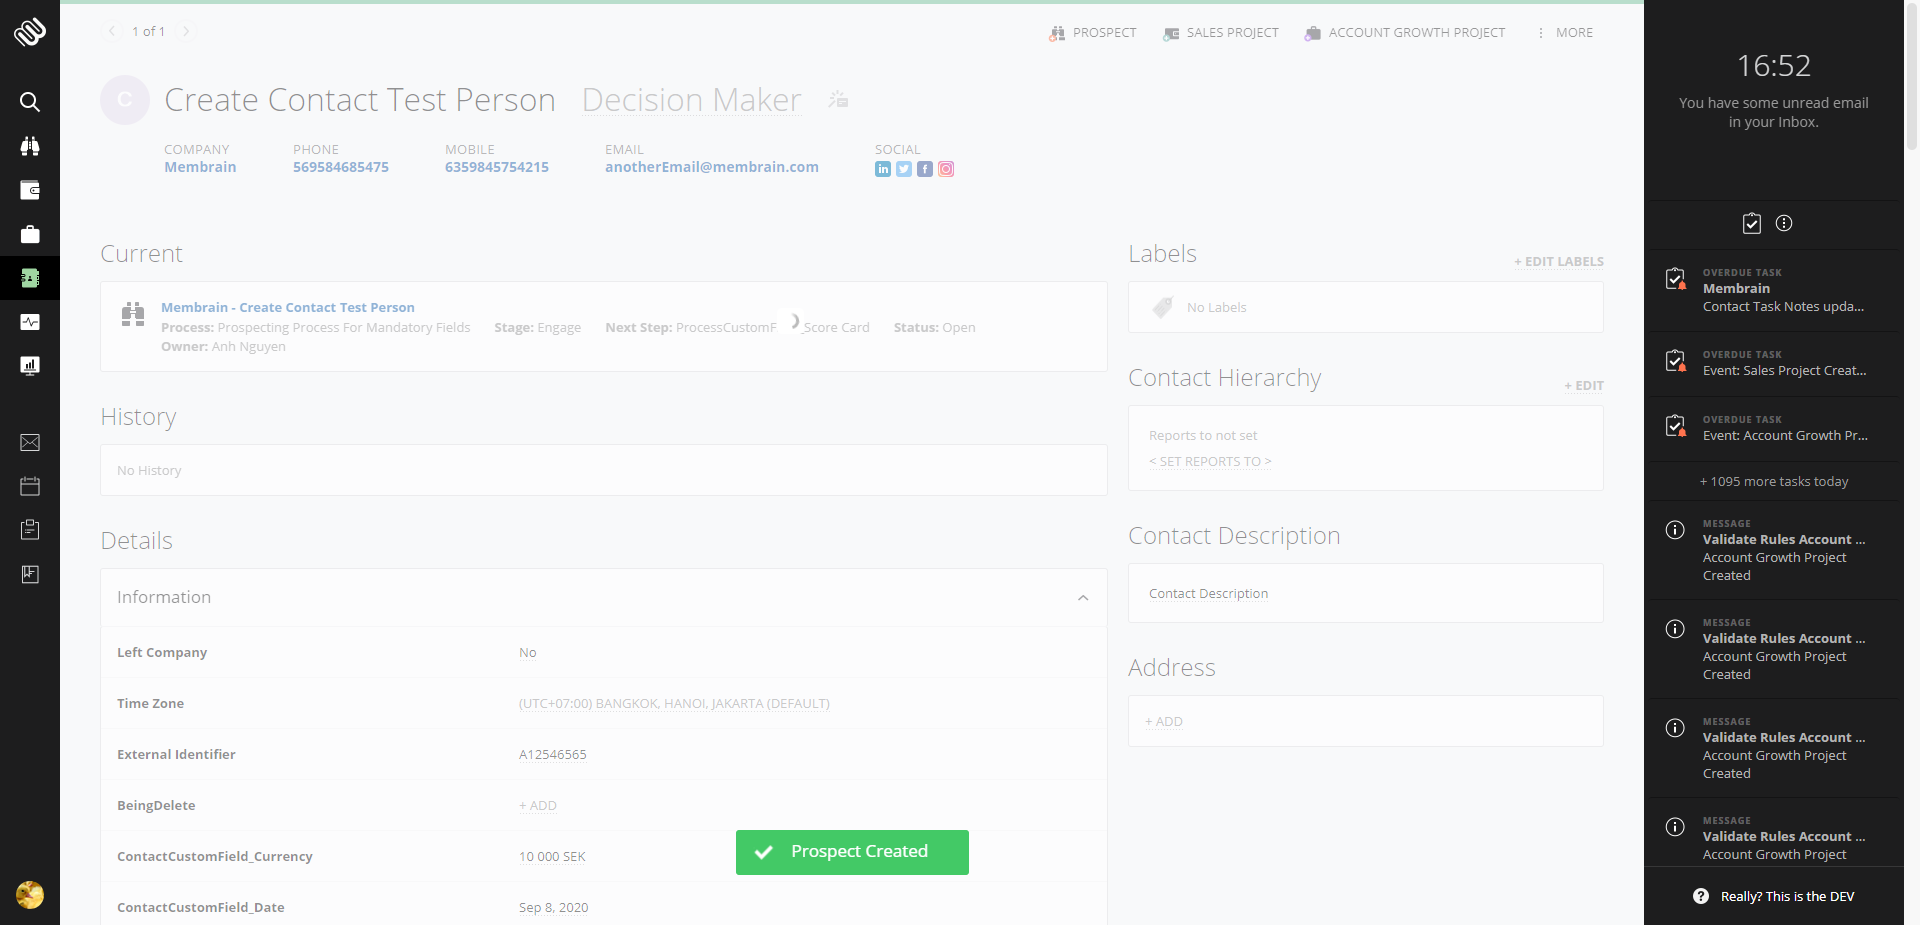 1 of 1
PROSPECT
SALES PROJECT
ACCOUNT GROWTH PROJECT
MORE
C
Create Contact Test Person
Decision Maker
COMPANY
Membrain
PHONE
569584685475
MOBILE
6359845754215
EMAIL
anotherEmail@membrain.com
SOCIAL
Current
Membrain - Create Contact Test Person
Process: Prospecting Process For Mandatory Fields Stage: Engage Next Step: ProcessCustomF _Score Card Status: Open
Owner: Anh Nguyen
History
No History
Details
Information
Left Company
No
Time Zone
(UTC+07:00) BANGKOK, HANOI, JAKARTA (DEFAULT)
External Identifier
A12546565
BeingDelete
+ ADD
ContactCustomField_Currency
10 000 SEK
ContactCustomField_Date
Sep 8, 2020
Prospect Created
Labels
+ EDIT LABELS
No Labels
Contact Hierarchy
+ EDIT
Reports to not set
< SET REPORTS TO >
Contact Description
Contact Description
Address
+ ADD
16:52
You have some unread email
in your Inbox.
OVERDUE TASK
Membrain
Contact Task Notes upda...
OVERDUE TASK
Event: Sales Project Creat...
OVERDUE TASK
Event: Account Growth Pr...
+ 1095 more tasks today
MESSAGE
Validate Rules Account ...
Account Growth Project
Created
MESSAGE
Validate Rules Account ...
Account Growth Project
Created
MESSAGE
Validate Rules Account ...
Account Growth Project
Created
MESSAGE
Validate Rules Account ...
Account Growth Project
Really? This is the DEV